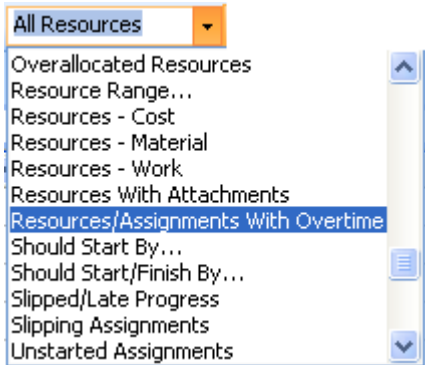 All Resources
Overallocated Resources
Resource Range...
Resources - Cost
Resources - Material
Resources - Work
Resources With Attachments
Resources/Assignments With Overtime
Should Start By...
Should Start/Finish By...
Slipped/Late Progress
Slipping Assignments
Unstarted Assignments